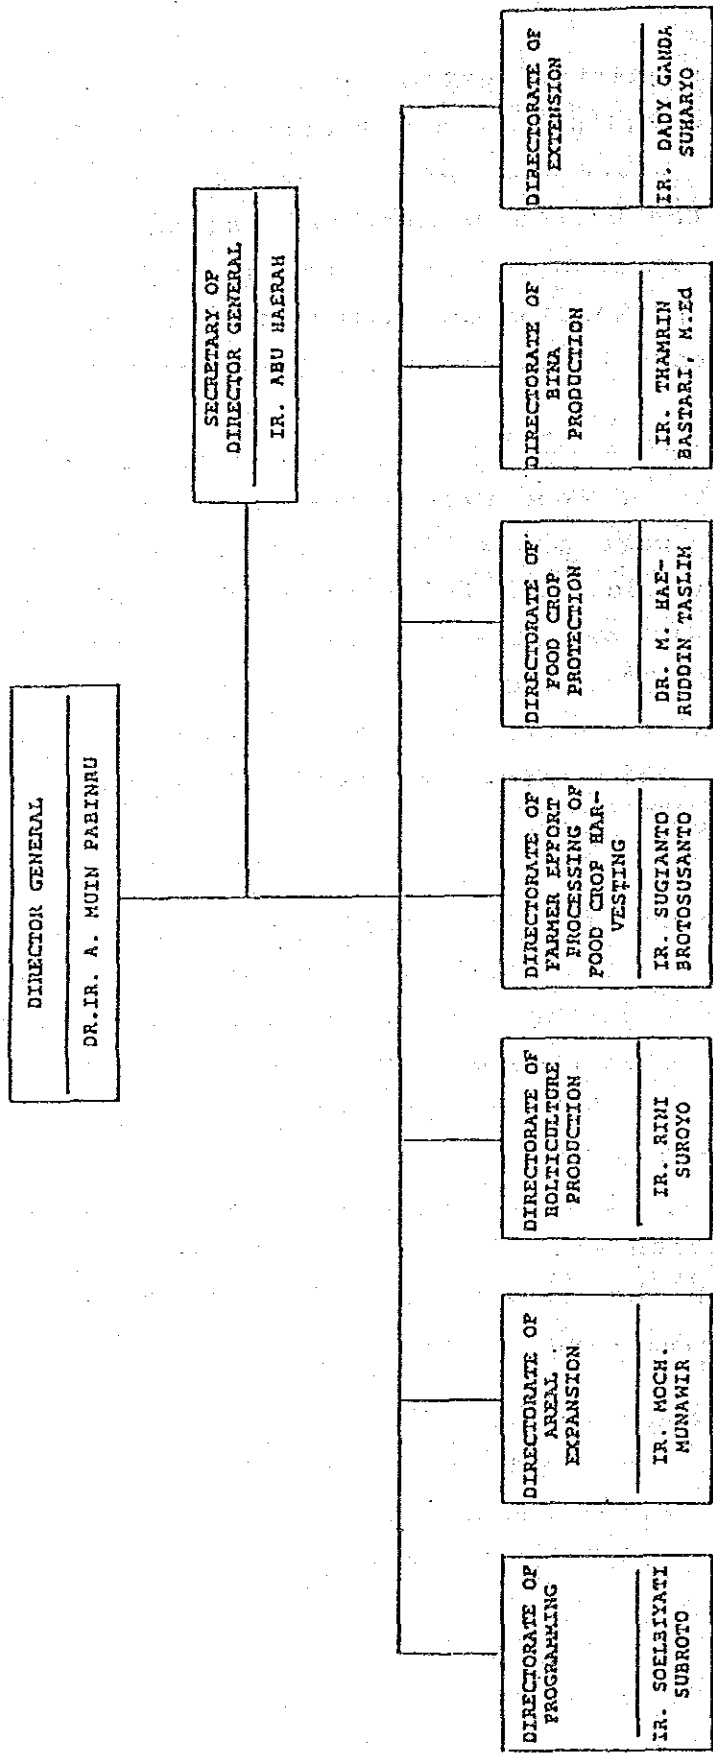 DIRECTOR GENERAL
DR.IR. A. MUIN PABINRU
SECRETARY OF
DIRECTOR GENERAL
IR. ABU HAERAH
DIRECTORATE OF
PROGRAMMING
IR. SOELBIYATI
SUBROTO
DIRECTORATE OF
AREAL
EXPANSION
IR. MOCH.
MUNAWIR
DIRECTORATE OF
HOLTICULTURE
PRODUCTION
IR. RINI
SUROYO
DIRECTORATE OF
FARMER EFFORT
PROCESSING OF
FOOD CROP HAR-
VESTING
IR. SUGIANTO
BROTOSUSANTO
DIRECTORATE OF
FOOD CROP
PROTECTION
DR. M. HAE-
RUDDIN TASLIM
DIRECTORATE OF
BINA
PRODUCTION
IR. THAMRIN
BASTARI, M.Ed
DIRECTORATE OF
EXTENSION
IR. DADY GANDA
SUHARYO